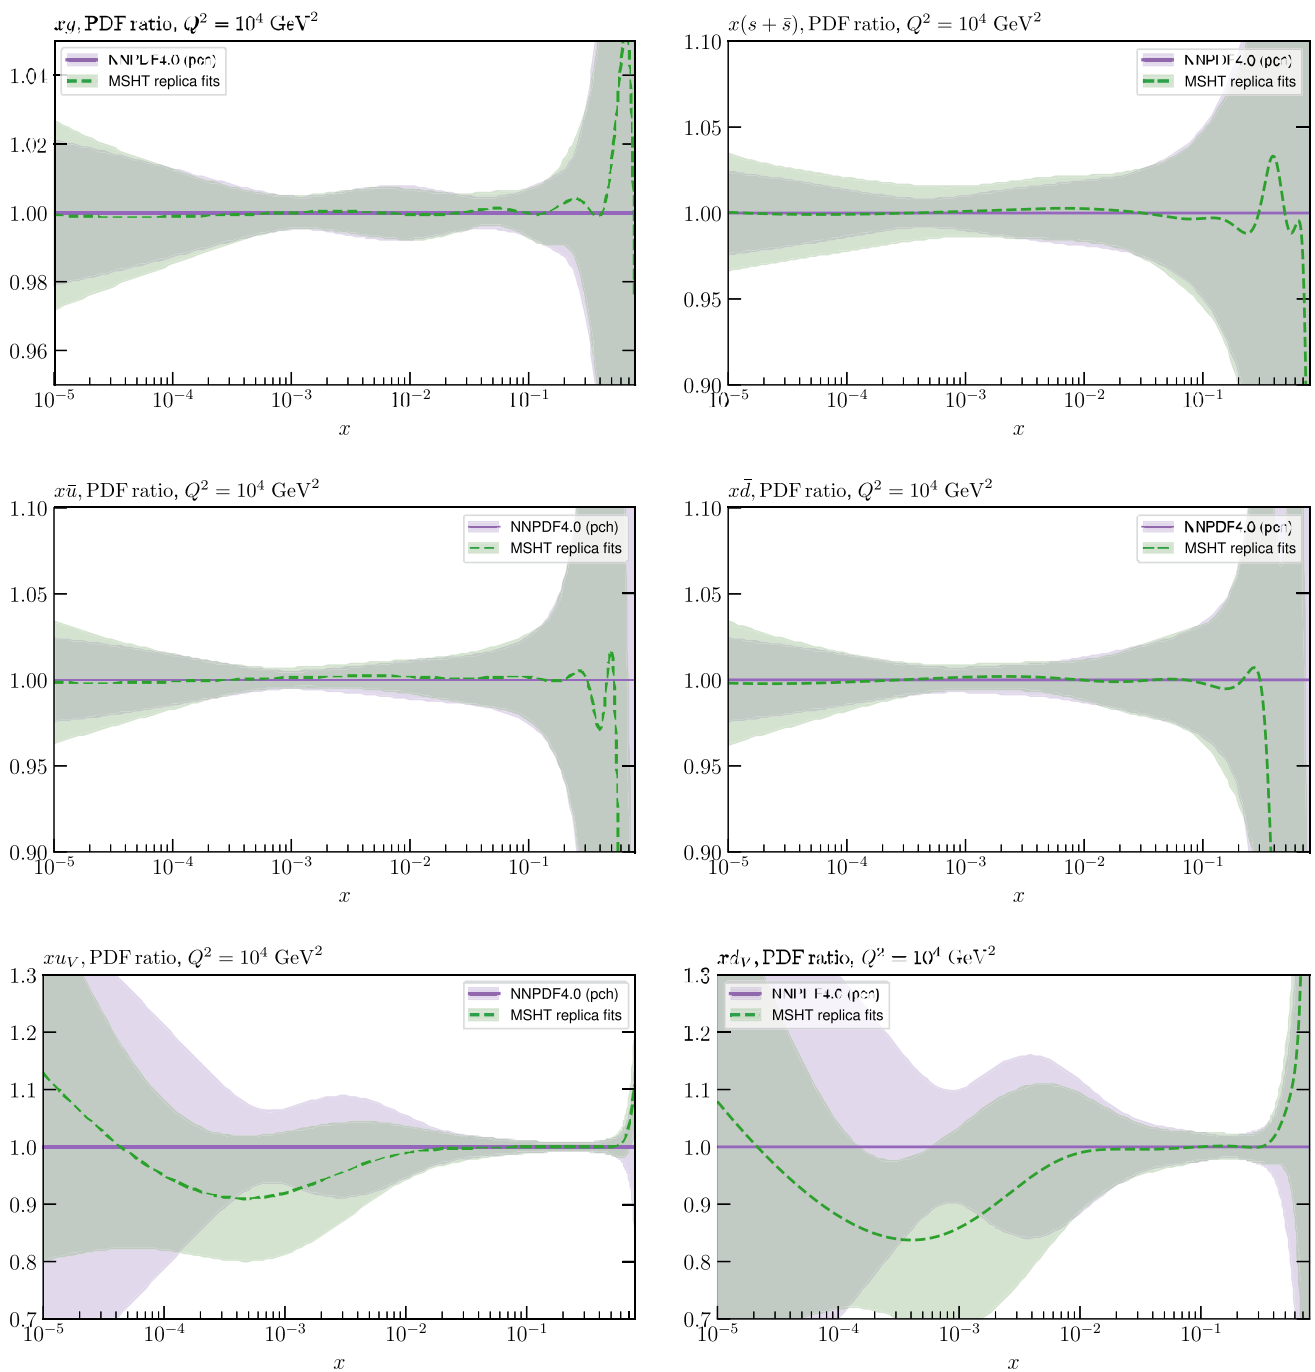 xg, PDF ratio, Q² = 10⁴ GeV²
NNPDF4.0 (pch)
MSHT replica fits
1.04
1.02
1.00
0.98
0.96
10⁻⁵ 10⁻⁴ 10⁻³ 10⁻² 10⁻¹
x
x(s + s̄), PDF ratio, Q² = 10⁴ GeV²
NNPDF4.0 (pch)
MSHT replica fits
1.10
1.05
1.00
0.95
0.90
10⁻⁵ 10⁻⁴ 10⁻³ 10⁻² 10⁻¹
x
xū, PDF ratio, Q² = 10⁴ GeV²
NNPDF4.0 (pch)
MSHT replica fits
1.10
1.05
1.00
0.95
0.90
10⁻⁵ 10⁻⁴ 10⁻³ 10⁻² 10⁻¹
x
xd̄, PDF ratio, Q² = 10⁴ GeV²
NNPDF4.0 (pch)
MSHT replica fits
1.10
1.05
1.00
0.95
0.90
10⁻⁵ 10⁻⁴ 10⁻³ 10⁻² 10⁻¹
x
xu_V, PDF ratio, Q² = 10⁴ GeV²
NNPDF4.0 (pch)
MSHT replica fits
1.3
1.2
1.1
1.0
0.9
0.8
0.7
10⁻⁵ 10⁻⁴ 10⁻³ 10⁻² 10⁻¹
x
xd_V, PDF ratio, Q² = 10⁴ GeV²
NNPDF4.0 (pch)
MSHT replica fits
1.3
1.2
1.1
1.0
0.9
0.8
0.7
10⁻⁵ 10⁻⁴ 10⁻³ 10⁻² 10⁻¹
x